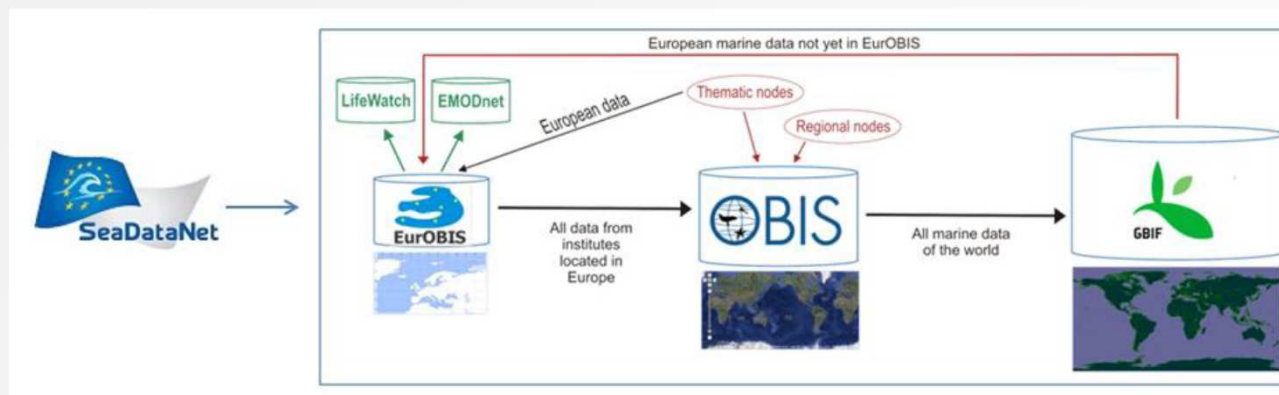 European marine data not yet in EurOBIS
LifeWatch
EMODnet
European data
Thematic nodes
Regional nodes
SeaDataNet
EurOBIS
All data from
institutes
located in
Europe
OBIS
All marine data
of the world
GBIF